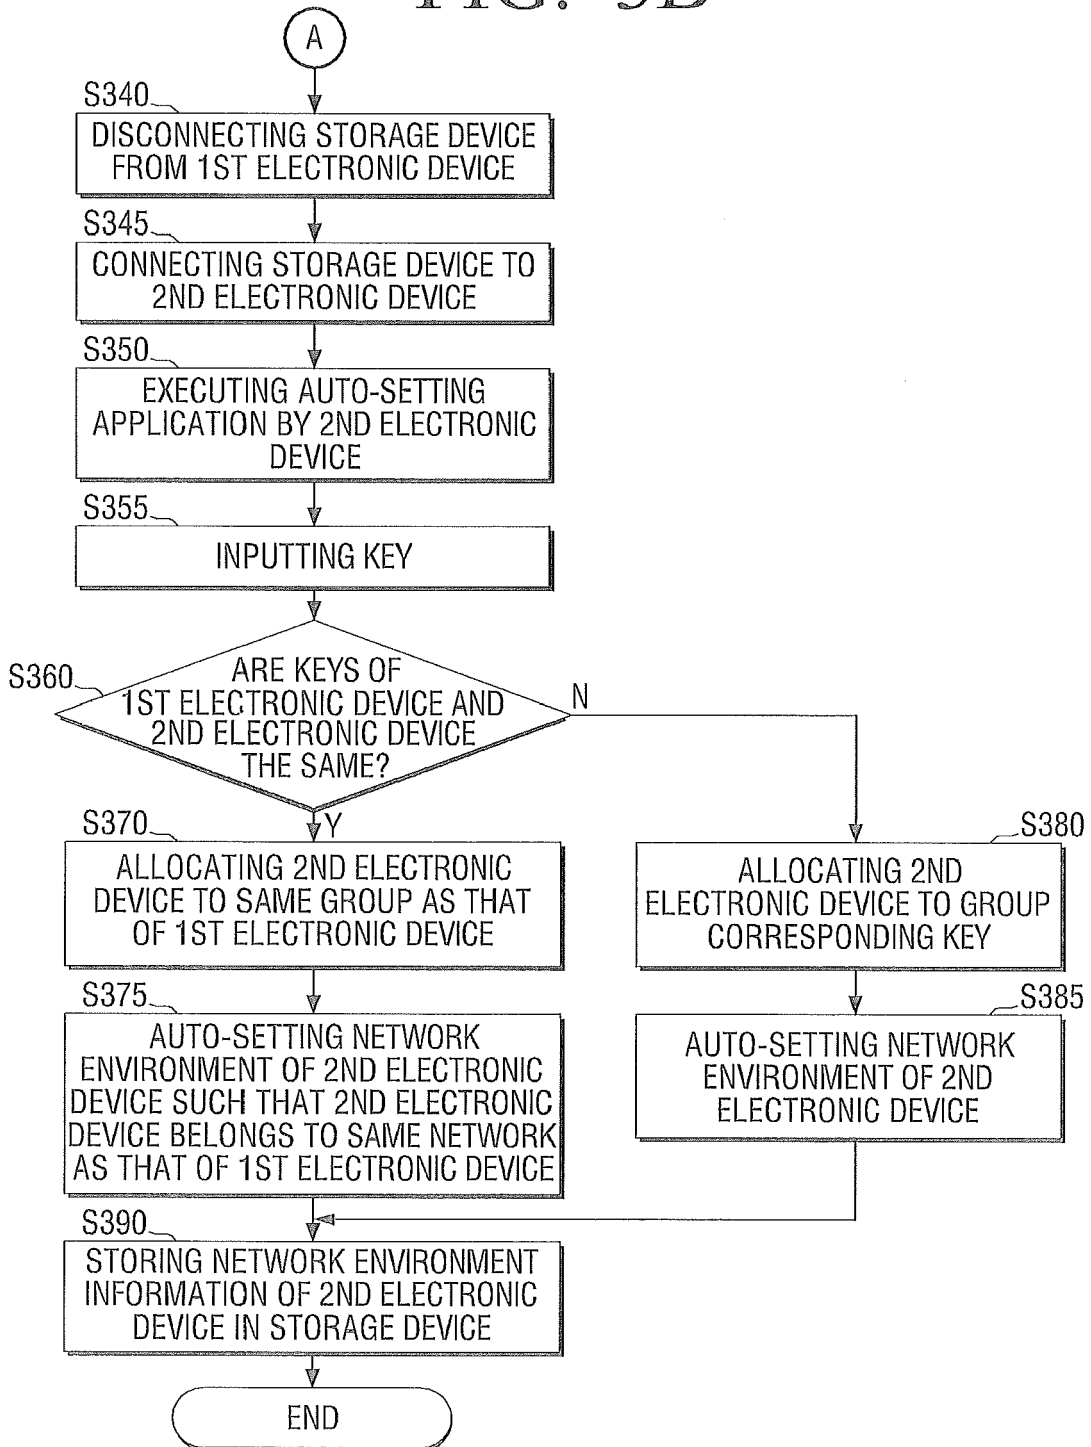 FIG. 3B
A
S340
DISCONNECTING STORAGE DEVICE
FROM 1ST ELECTRONIC DEVICE
S345
CONNECTING STORAGE DEVICE TO
2ND ELECTRONIC DEVICE
S350
EXECUTING AUTO-SETTING
APPLICATION BY 2ND ELECTRONIC
DEVICE
S355
INPUTTING KEY
S360
ARE KEYS OF
1ST ELECTRONIC DEVICE AND
2ND ELECTRONIC DEVICE
THE SAME?
N
Y
S370
ALLOCATING 2ND ELECTRONIC
DEVICE TO SAME GROUP AS THAT
OF 1ST ELECTRONIC DEVICE
S380
ALLOCATING 2ND
ELECTRONIC DEVICE TO GROUP
CORRESPONDING KEY
S375
AUTO-SETTING NETWORK
ENVIRONMENT OF 2ND ELECTRONIC
DEVICE SUCH THAT 2ND ELECTRONIC
DEVICE BELONGS TO SAME NETWORK
AS THAT OF 1ST ELECTRONIC DEVICE
S385
AUTO-SETTING NETWORK
ENVIRONMENT OF 2ND
ELECTRONIC DEVICE
S390
STORING NETWORK ENVIRONMENT
INFORMATION OF 2ND ELECTRONIC
DEVICE IN STORAGE DEVICE
END